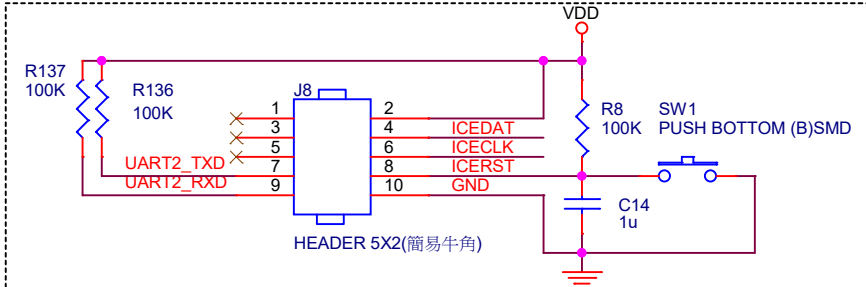 VDD
R137
100K
R136
100K
J8
1
2
3
4
ICEDAT
5
6
ICECLK
UART2_TXD
7
8
ICERST
UART2_RXD
9
10
GND
R8
100K
SW1
PUSH BOTTOM (B)SMD
C14
1u
HEADER 5X2(簡易牛角)